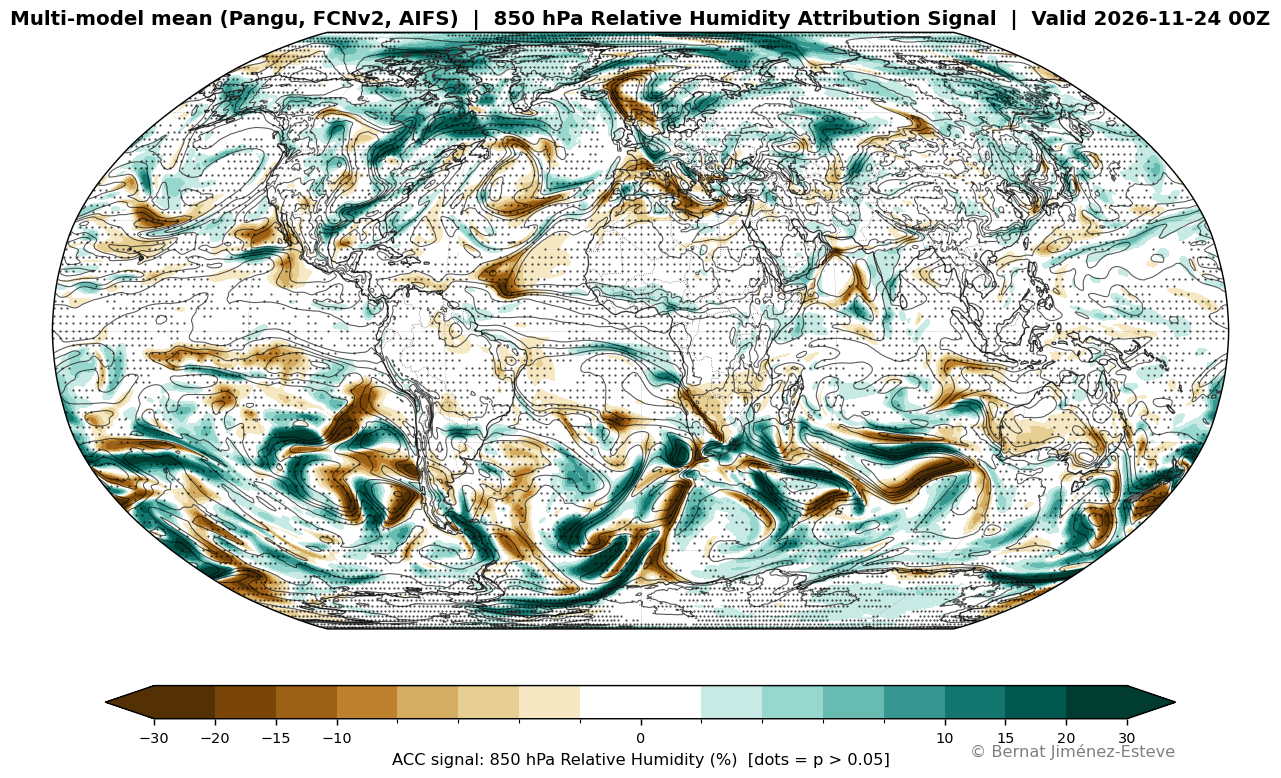 Multi-model mean (Pangu, FCNv2, AIFS)  |  850 hPa Relative Humidity Attribution Signal  |  Valid 2026-11-24 00Z
−30 −20 −15 −10 0 10 15 20 30
© Bernat Jiménez-Esteve
ACC signal: 850 hPa Relative Humidity (%)  [dots = p > 0.05]